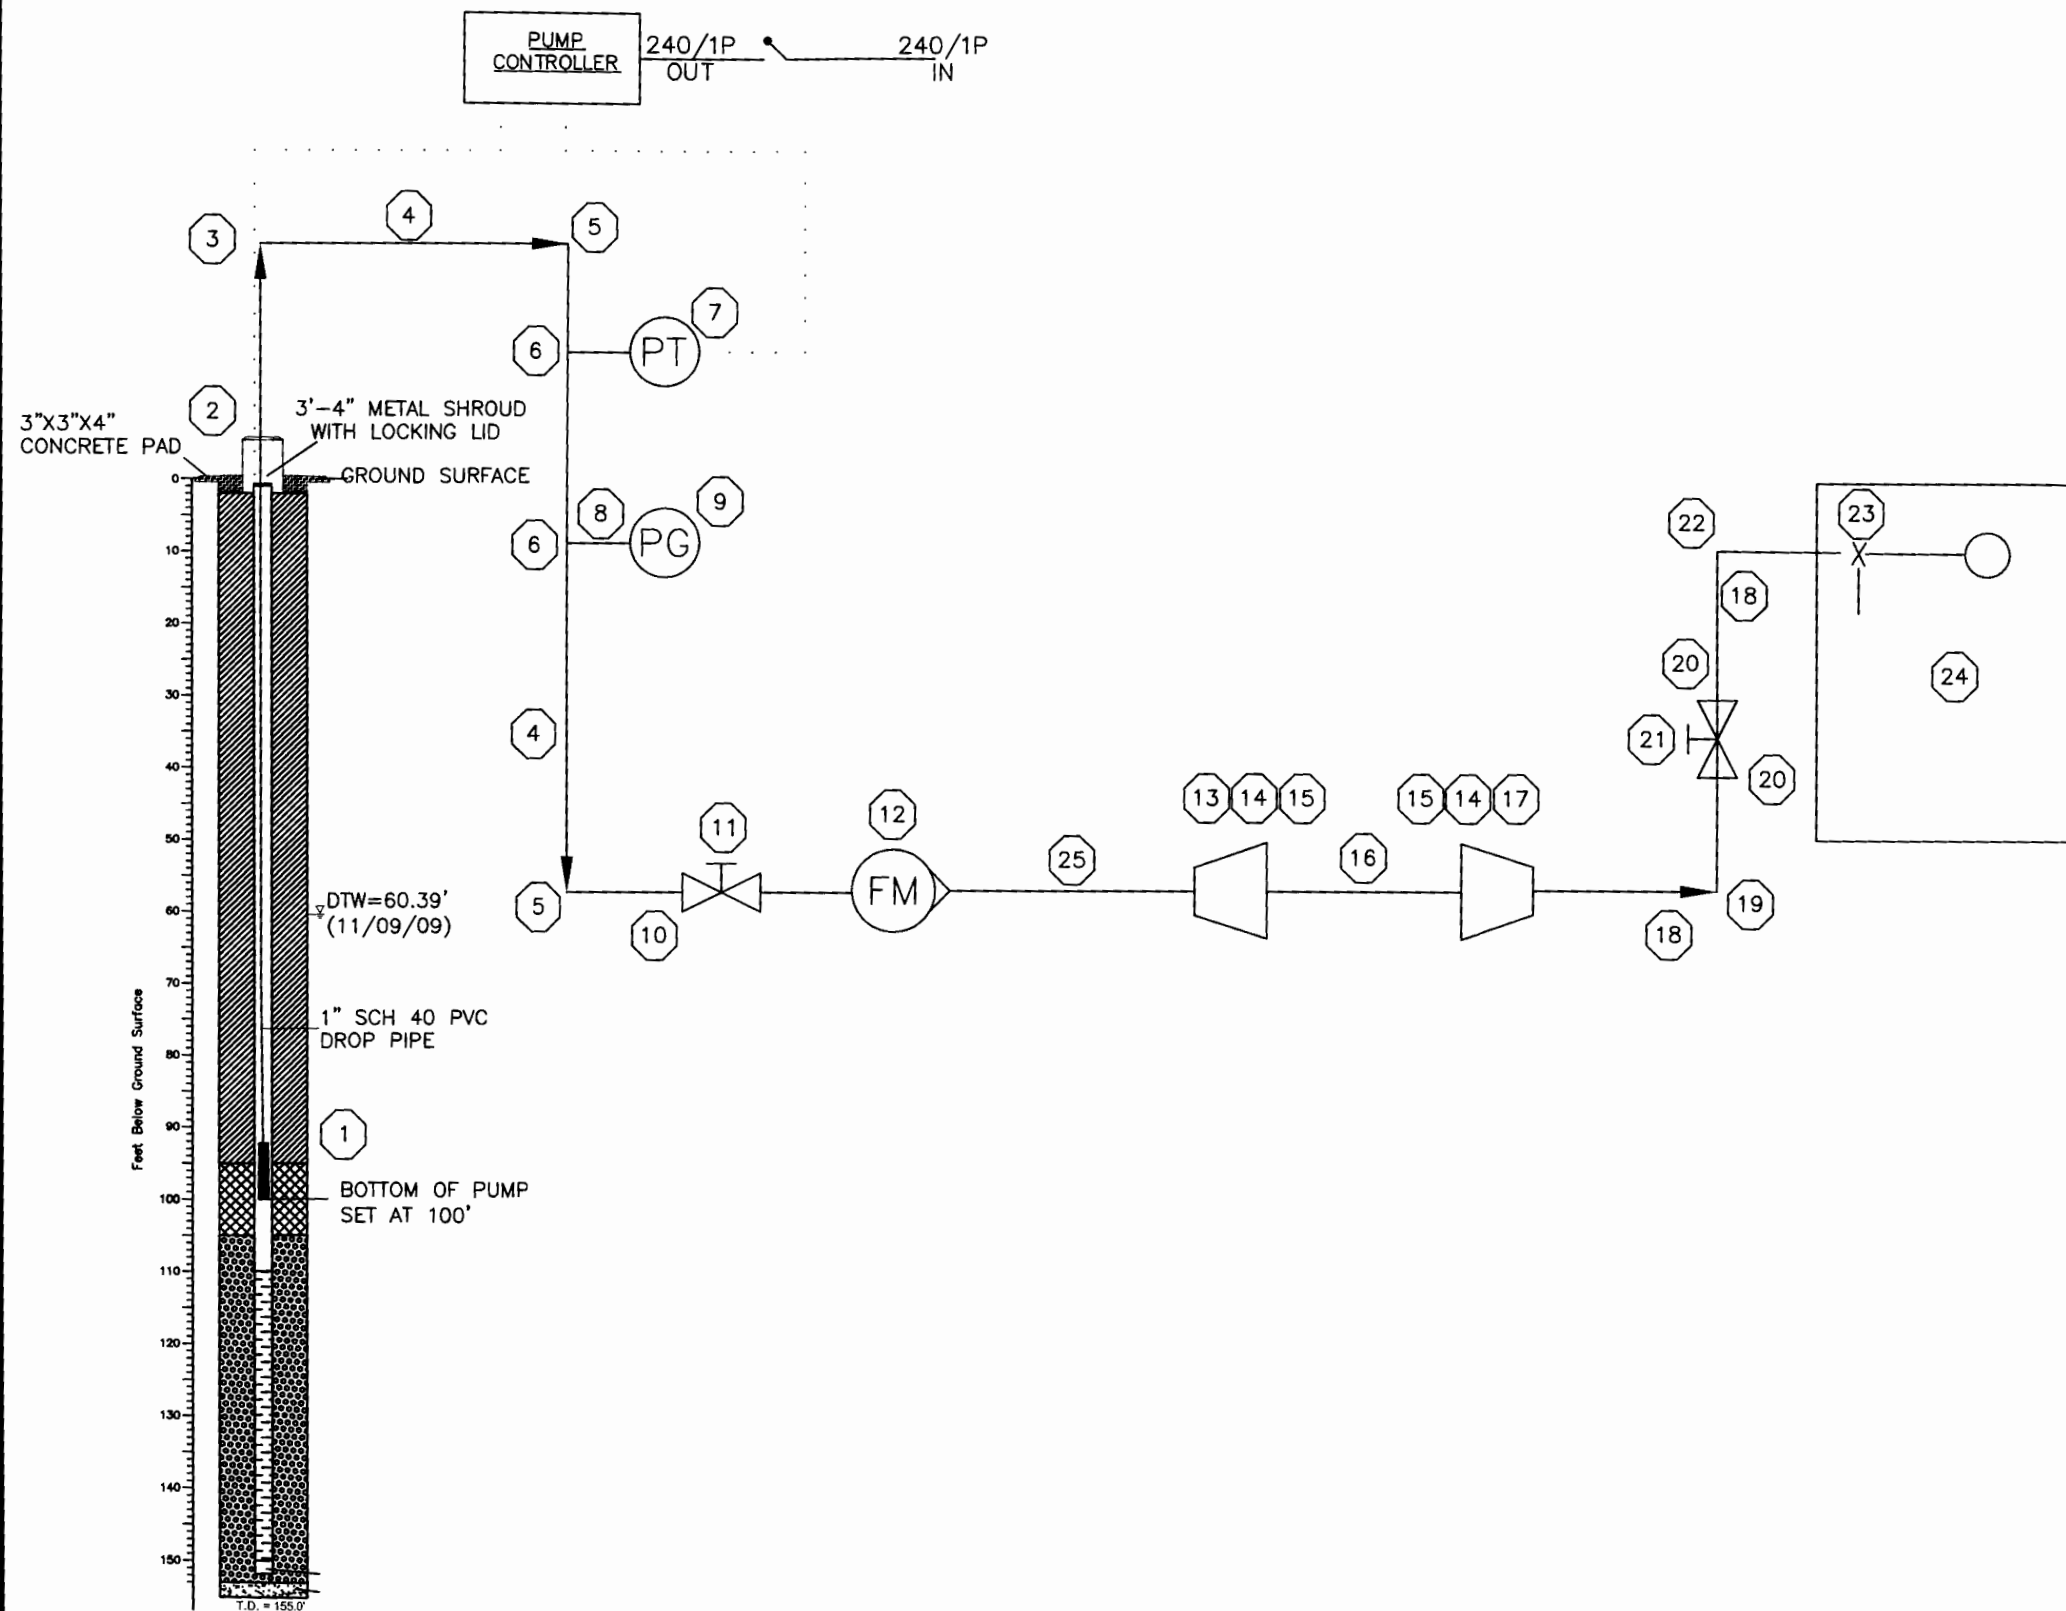 PUMP
CONTROLLER
240/1P
OUT
240/1P
IN
4
5
3
7
6
PT
2
3'-4" METAL SHROUD
WITH LOCKING LID
3"X3"X4"
CONCRETE PAD
GROUND SURFACE
8
9
6
PG
22
23
18
20
24
4
21
20
13
14
15
15
14
17
12
11
25
16
FM
5
10
18
19
0
10
20
30
40
50
60
70
80
90
100
110
120
130
140
150
Feet Below Ground Surface
DTW=60.39'
(11/09/09)
1" SCH 40 PVC
DROP PIPE
1
BOTTOM OF PUMP
SET AT 100'
T.D. = 155.0'